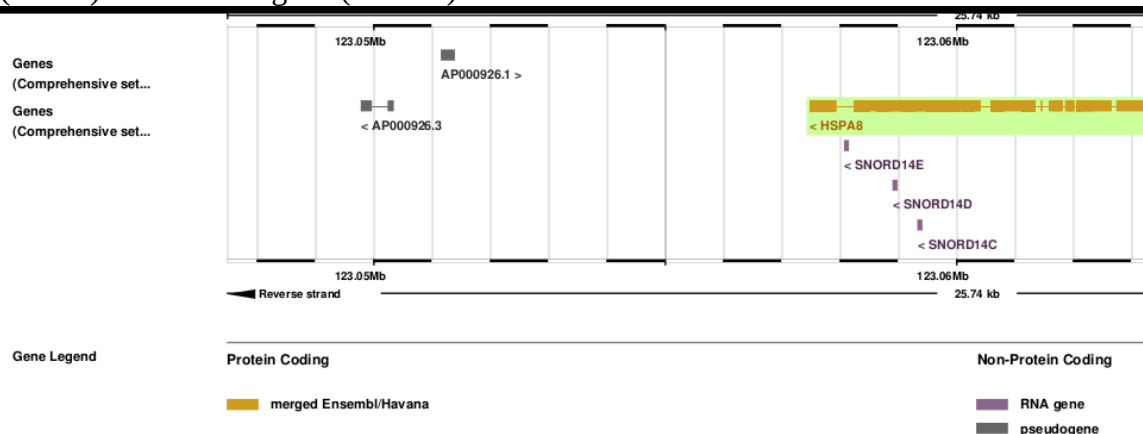 25.74 kb
123.05Mb 123.06Mb
Genes
(Comprehensive set...
AP000926.1 >
Genes
(Comprehensive set...
< AP000926.3
< HSPA8
< SNORD14E
< SNORD14D
< SNORD14C
123.05Mb 123.06Mb
Reverse strand 25.74 kb
Gene Legend
Protein Coding
Non-Protein Coding
merged Ensembl/Havana
RNA gene
pseudogene